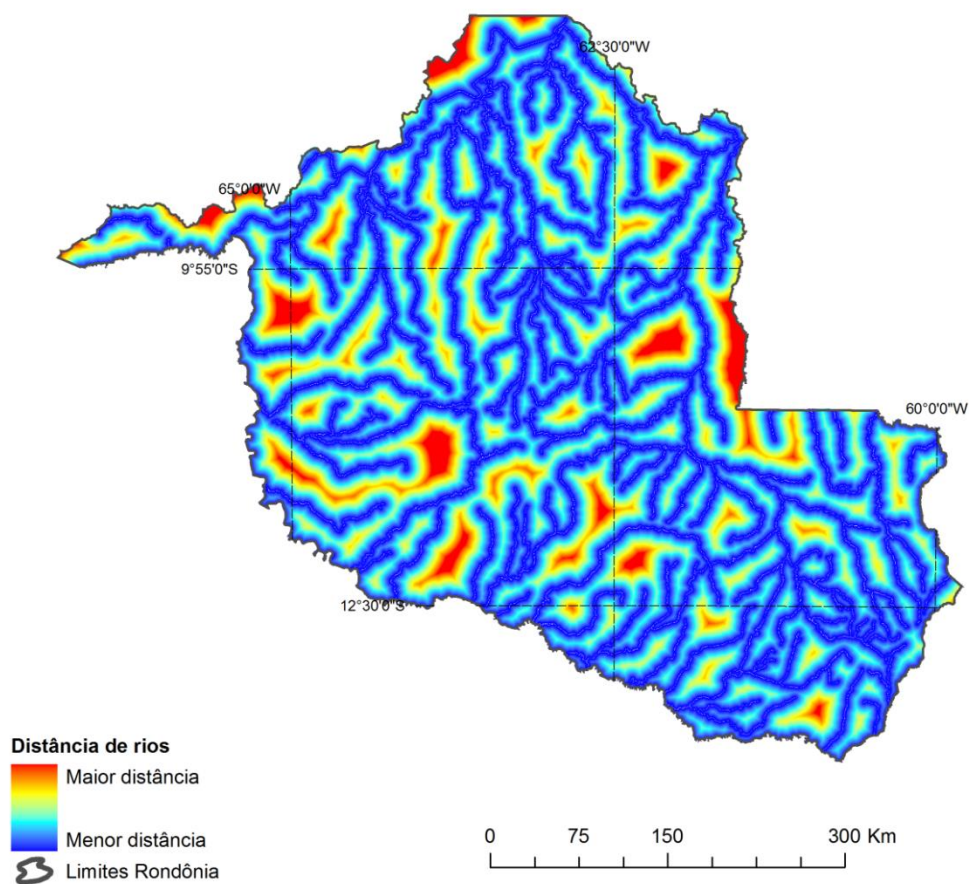 62°30'0"W
65°0'0"W
9°55'0"S
60°0'0"W
12°30'0"S
Distância de rios
Maior distância
Menor distância
Limites Rondônia
0 75 150 300 Km